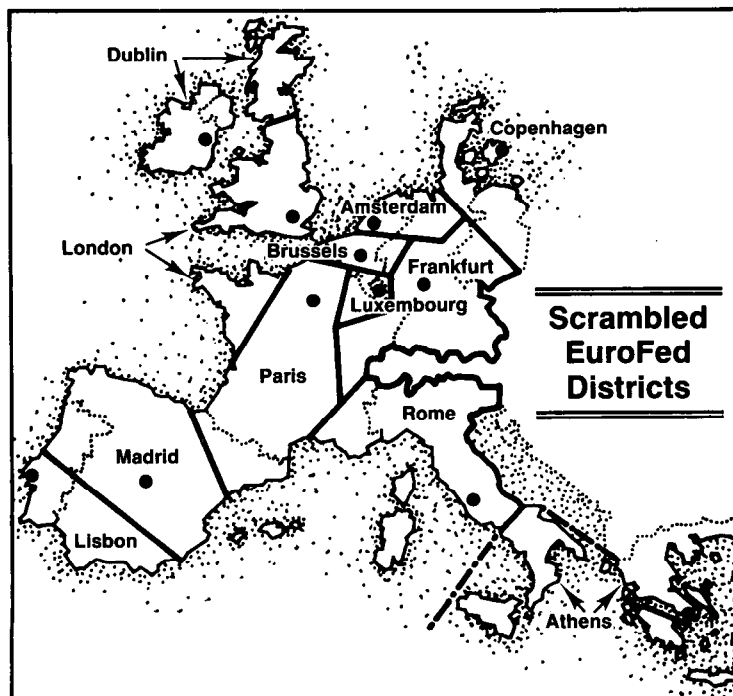 Dublin
Copenhagen
Amsterdam
London
Brussels
Frankfurt
Luxembourg
Scrambled
EuroFed
Districts
Paris
Rome
Madrid
Lisbon
Athens